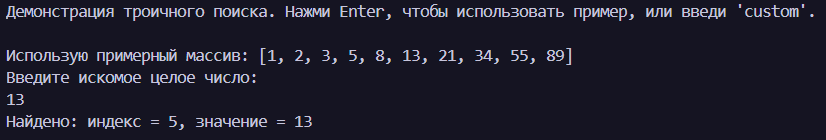 Демонстрация троичного поиска. Нажми Enter, чтобы использовать пример, или введи 'custom'.
Использую примерный массив: [1, 2, 3, 5, 8, 13, 21, 34, 55, 89]
Введите искомое целое число:
13
Найдено: индекс = 5, значение = 13